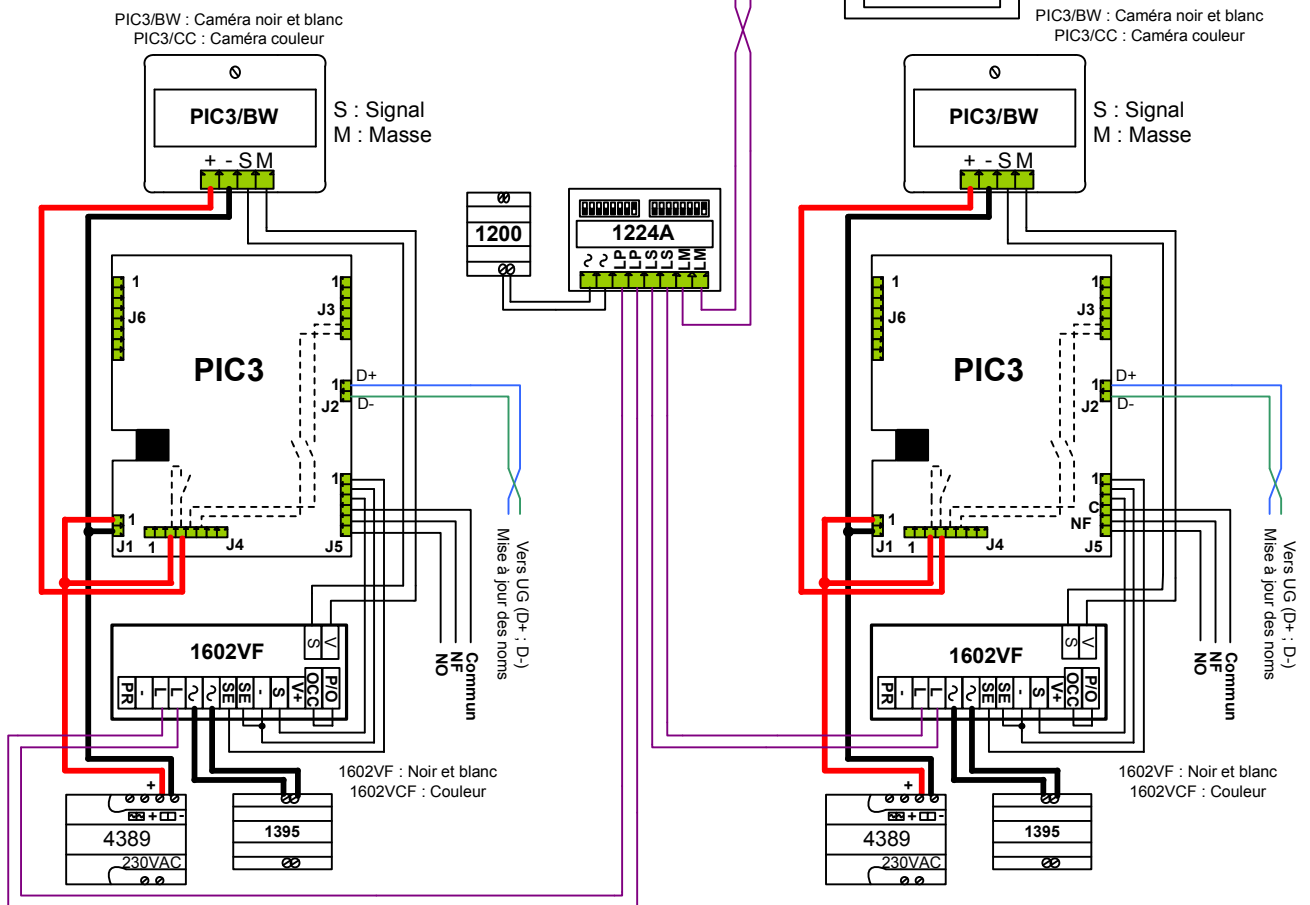 PIC3/BW : Caméra noir et blanc
PIC3/CC : Caméra couleur
PIC3/BW
S : Signal
M : Masse
+ - S M
1
J6
1
J3
PIC3
1
J2
D+
D-
1
J1
1
J4
1
J5
Vers UG (D+ ; D-)
Mise à jour des noms
Commun
NF
NO
S
V
1602VF
PR
-
L
L
~
~
SE
SE
-
S
V+
OCC
P/O
1602VF : Noir et blanc
1602VCF : Couleur
+
+ -
4389
230VAC
1395
1200
1224A
~
~
LP
LP
LS
LS
LM
LM
PIC3/BW : Caméra noir et blanc
PIC3/CC : Caméra couleur
PIC3/BW
S : Signal
M : Masse
+ - S M
1
J6
1
J3
PIC3
1
J2
D+
D-
1
J1
1
J4
1
C
NF
J5
Vers UG (D+ ; D-)
Mise à jour des noms
Commun
NF
NO
S
V
1602VF
PR
-
L
L
~
~
SE
SE
-
S
V+
OCC
P/O
1602VF : Noir et blanc
1602VCF : Couleur
+
+ -
4389
230VAC
1395